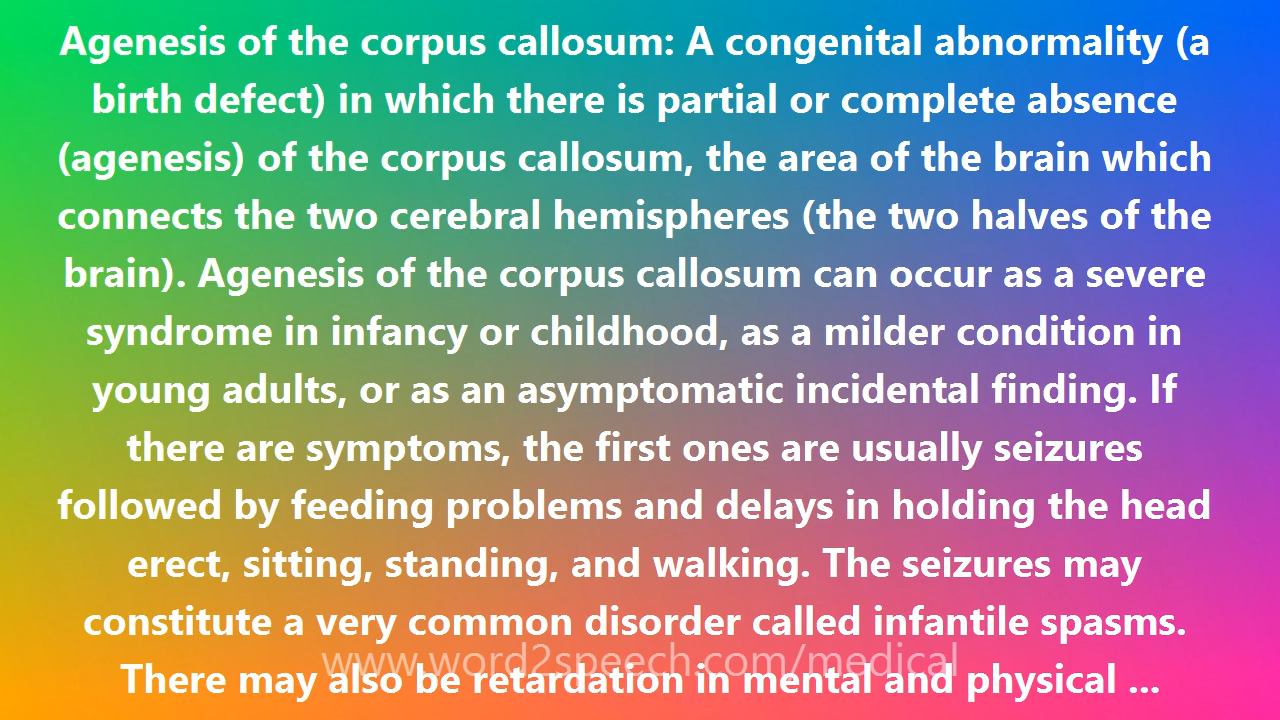 Agenesis of the corpus callosum: A congenital abnormality (a
birth defect) in which there is partial or complete absence
(agenesis) of the corpus callosum, the area of the brain which
connects the two cerebral hemispheres (the two halves of the
brain). Agenesis of the corpus callosum can occur as a severe
syndrome in infancy or childhood, as a milder condition in
young adults, or as an asymptomatic incidental finding. If
there are symptoms, the first ones are usually seizures
followed by feeding problems and delays in holding the head
erect, sitting, standing, and walking. The seizures may
constitute a very common disorder called infantile spasms.
www.word2speech.com/medical
There may also be retardation in mental and physical ...